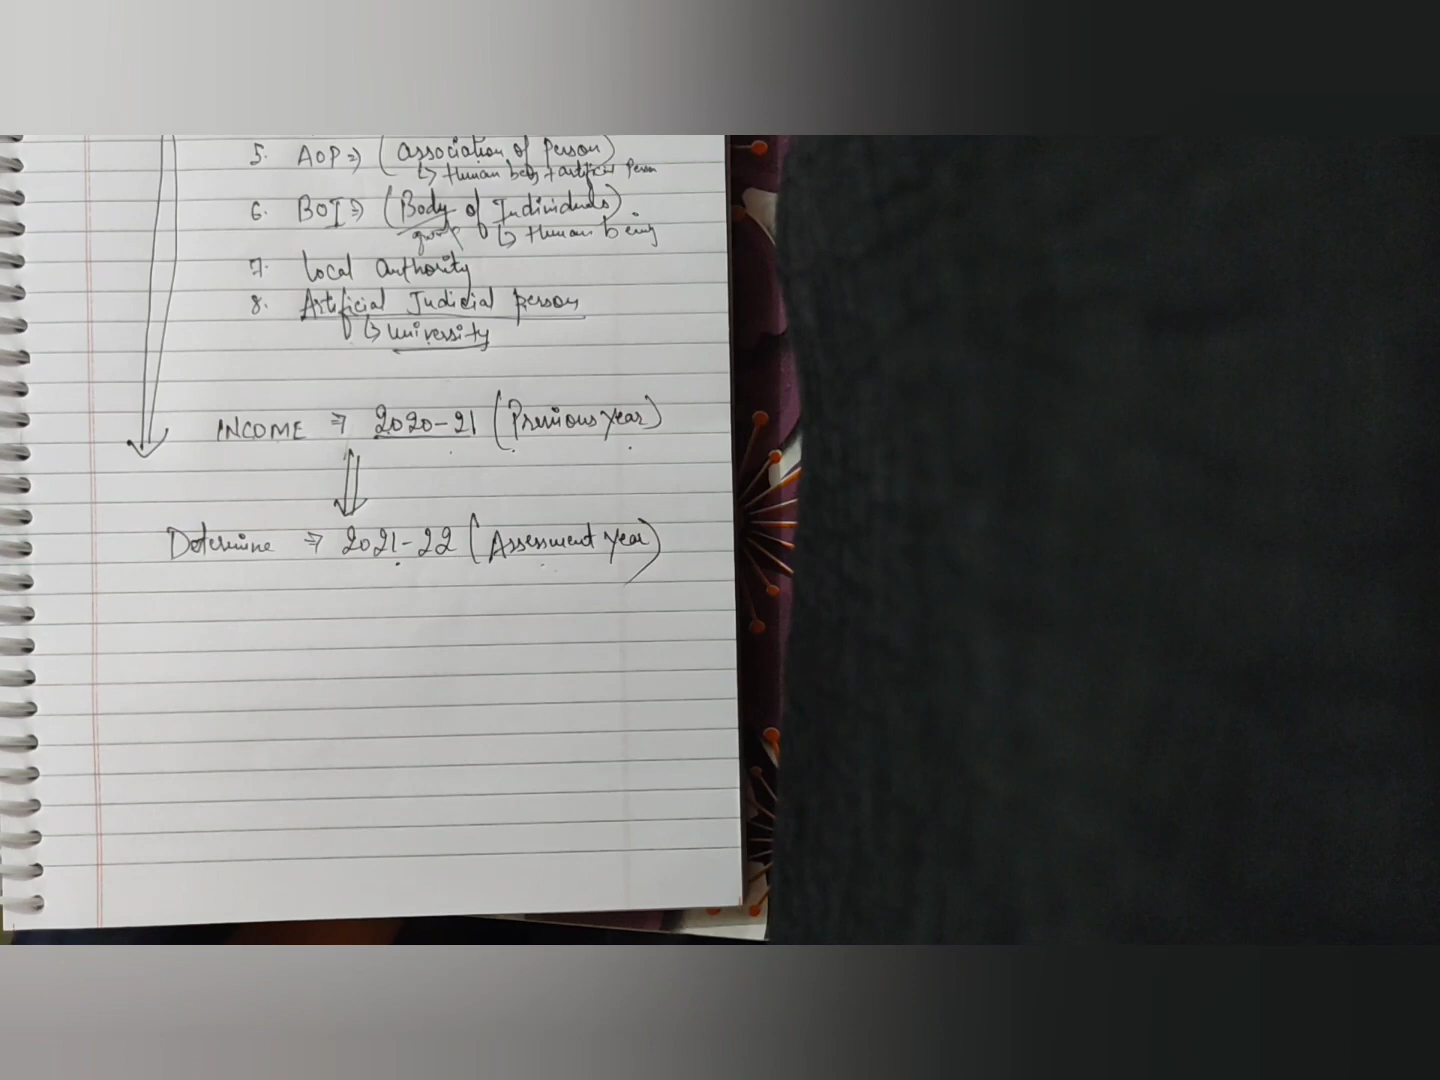 5. AOP ⇒ (Association of Person)
↳ Human being + artificial Person
6. BOI ⇒ (Body of Individuals)
group ↳ Human being
7. Local Authority
8. Artificial Judicial person
↳ University
INCOME ⇒ 2020-21 (Previous year)
Determine ⇒ 2021-22 (Assessment year)